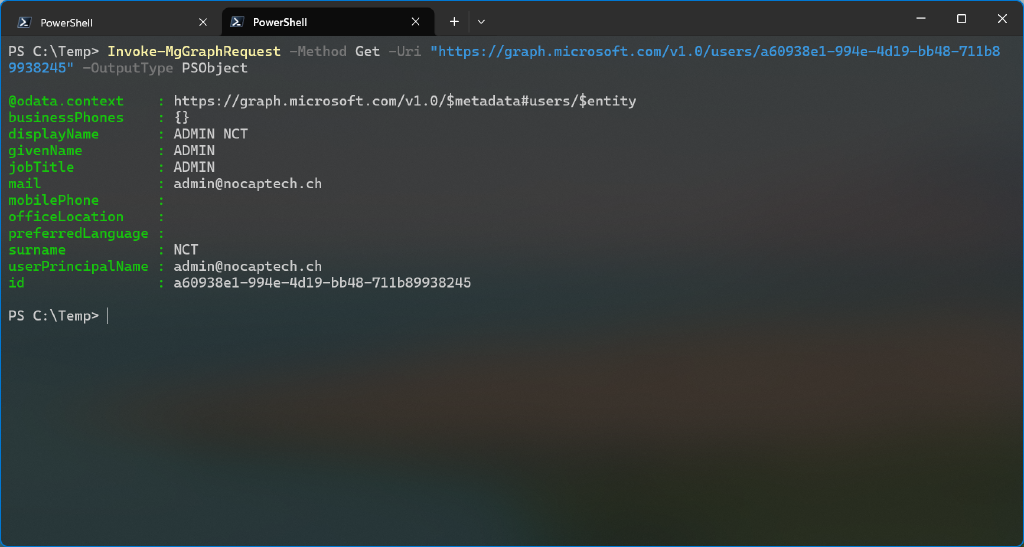 PowerShell
PowerShell
PS C:\Temp> Invoke-MgGraphRequest -Method Get -Uri "https://graph.microsoft.com/v1.0/users/a60938e1-994e-4d19-bb48-711b8
9938245" -OutputType PSObject
@odata.context : https://graph.microsoft.com/v1.0/$metadata#users/$entity
businessPhones : {}
displayName : ADMIN NCT
givenName : ADMIN
jobTitle : ADMIN
mail : admin@nocaptech.ch
mobilePhone :
officeLocation :
preferredLanguage :
surname : NCT
userPrincipalName : admin@nocaptech.ch
id : a60938e1-994e-4d19-bb48-711b89938245
PS C:\Temp>